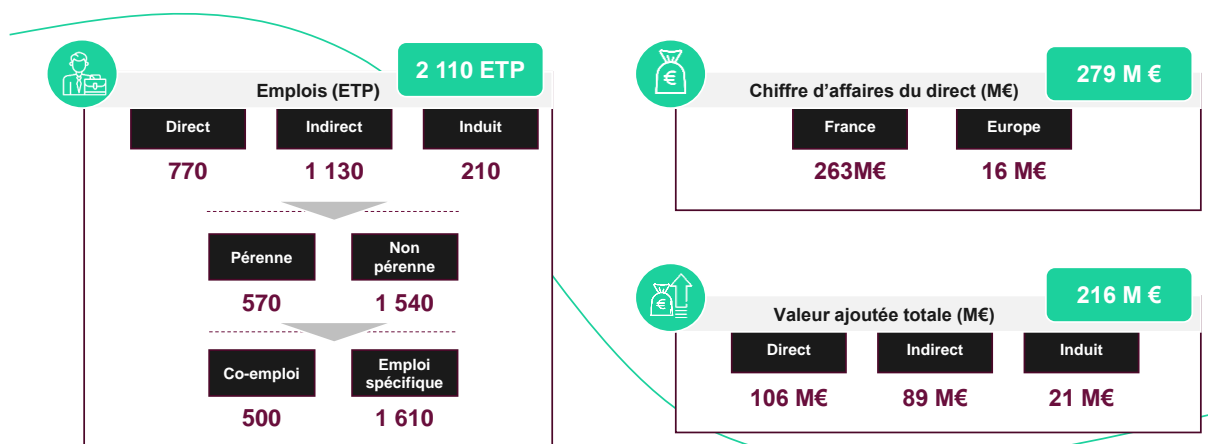 2 110 ETP
Emplois (ETP)
Direct Indirect Induit
770 1 130 210
Pérenne Non pérenne
570 1 540
Co-emploi Emploi spécifique
500 1 610
279 M €
Chiffre d’affaires du direct (M€)
France Europe
263M€ 16 M€
216 M €
Valeur ajoutée totale (M€)
Direct Indirect Induit
106 M€ 89 M€ 21 M€